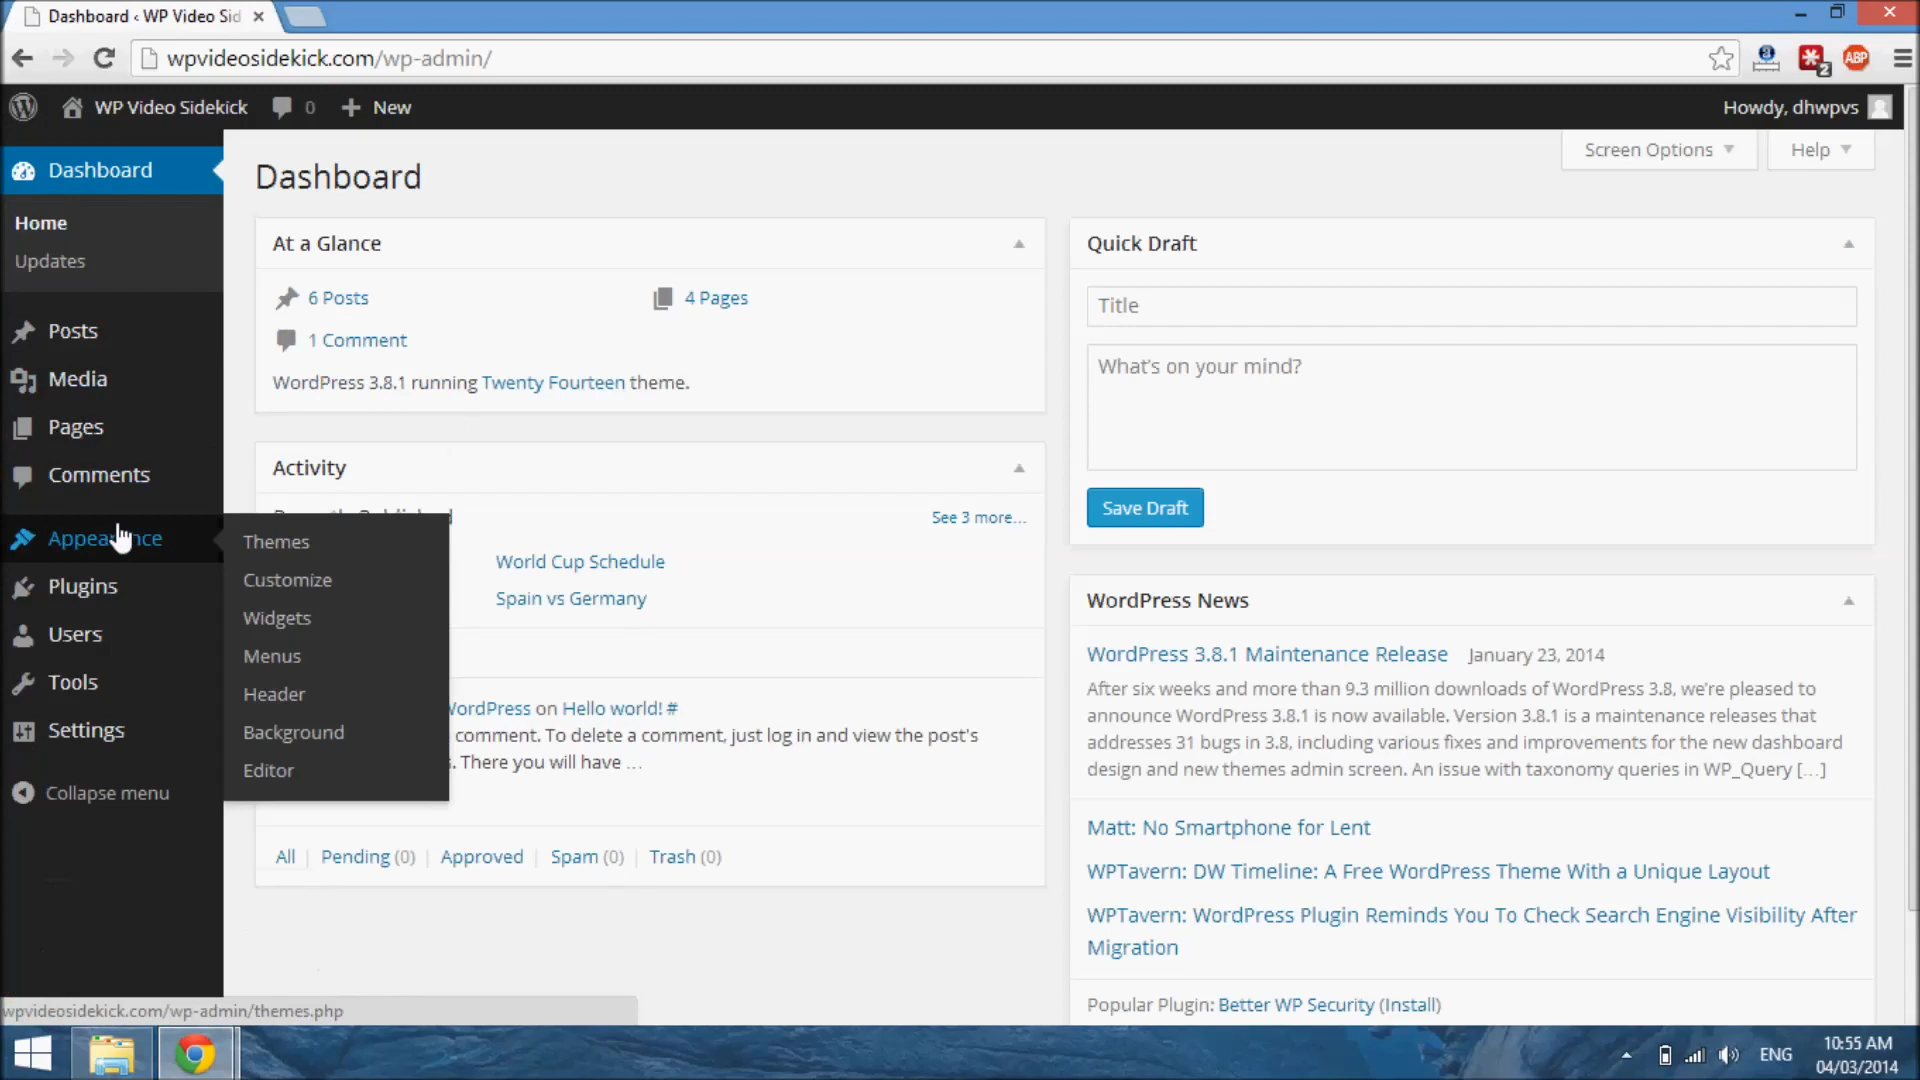 Dashboard ‹ WP Video Sid
wpvideosidekick.com/wp-admin/
2
ABP
WP Video Sidekick
0
New
Howdy, dhwpvs
Dashboard
Home
Updates
Posts
Media
Pages
Comments
Appearance
Plugins
Users
Tools
Settings
Collapse menu
Themes
Customize
Widgets
Menus
Header
Background
Editor
Screen Options
Help
Dashboard
At a Glance
6 Posts
4 Pages
1 Comment
WordPress 3.8.1 running Twenty Fourteen theme.
Activity
See 3 more...
World Cup Schedule
Spain vs Germany
WordPress on Hello world! #
comment. To delete a comment, just log in and view the post's
. There you will have ...
All | Pending (0) | Approved | Spam (0) | Trash (0)
Quick Draft
Title
What's on your mind?
Save Draft
WordPress News
WordPress 3.8.1 Maintenance Release January 23, 2014
After six weeks and more than 9.3 million downloads of WordPress 3.8, we're pleased to
announce WordPress 3.8.1 is now available. Version 3.8.1 is a maintenance releases that
addresses 31 bugs in 3.8, including various fixes and improvements for the new dashboard
design and new themes admin screen. An issue with taxonomy queries in WP_Query [...]
Matt: No Smartphone for Lent
WPTavern: DW Timeline: A Free WordPress Theme With a Unique Layout
WPTavern: WordPress Plugin Reminds You To Check Search Engine Visibility After
Migration
Popular Plugin: Better WP Security (Install)
wpvideosidekick.com/wp-admin/themes.php
ENG
10:55 AM
04/03/2014